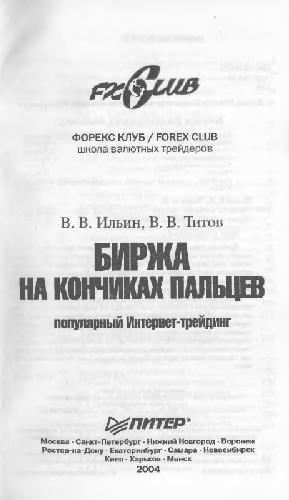 FX CLUB
ФОРЕКС КЛУБ / FOREX CLUB
школа валютных трейдеров
В. В. Ильин, В. В. Титов
БИРЖА
НА КОНЧИКАХ ПАЛЬЦЕВ
популярный Интернет-трейдинг
ПИТЕР®
Москва · Санкт-Петербург · Нижний Новгород · Воронеж
Ростов-на-Дону · Екатеринбург · Самара · Новосибирск
Киев · Харьков · Минск
2004